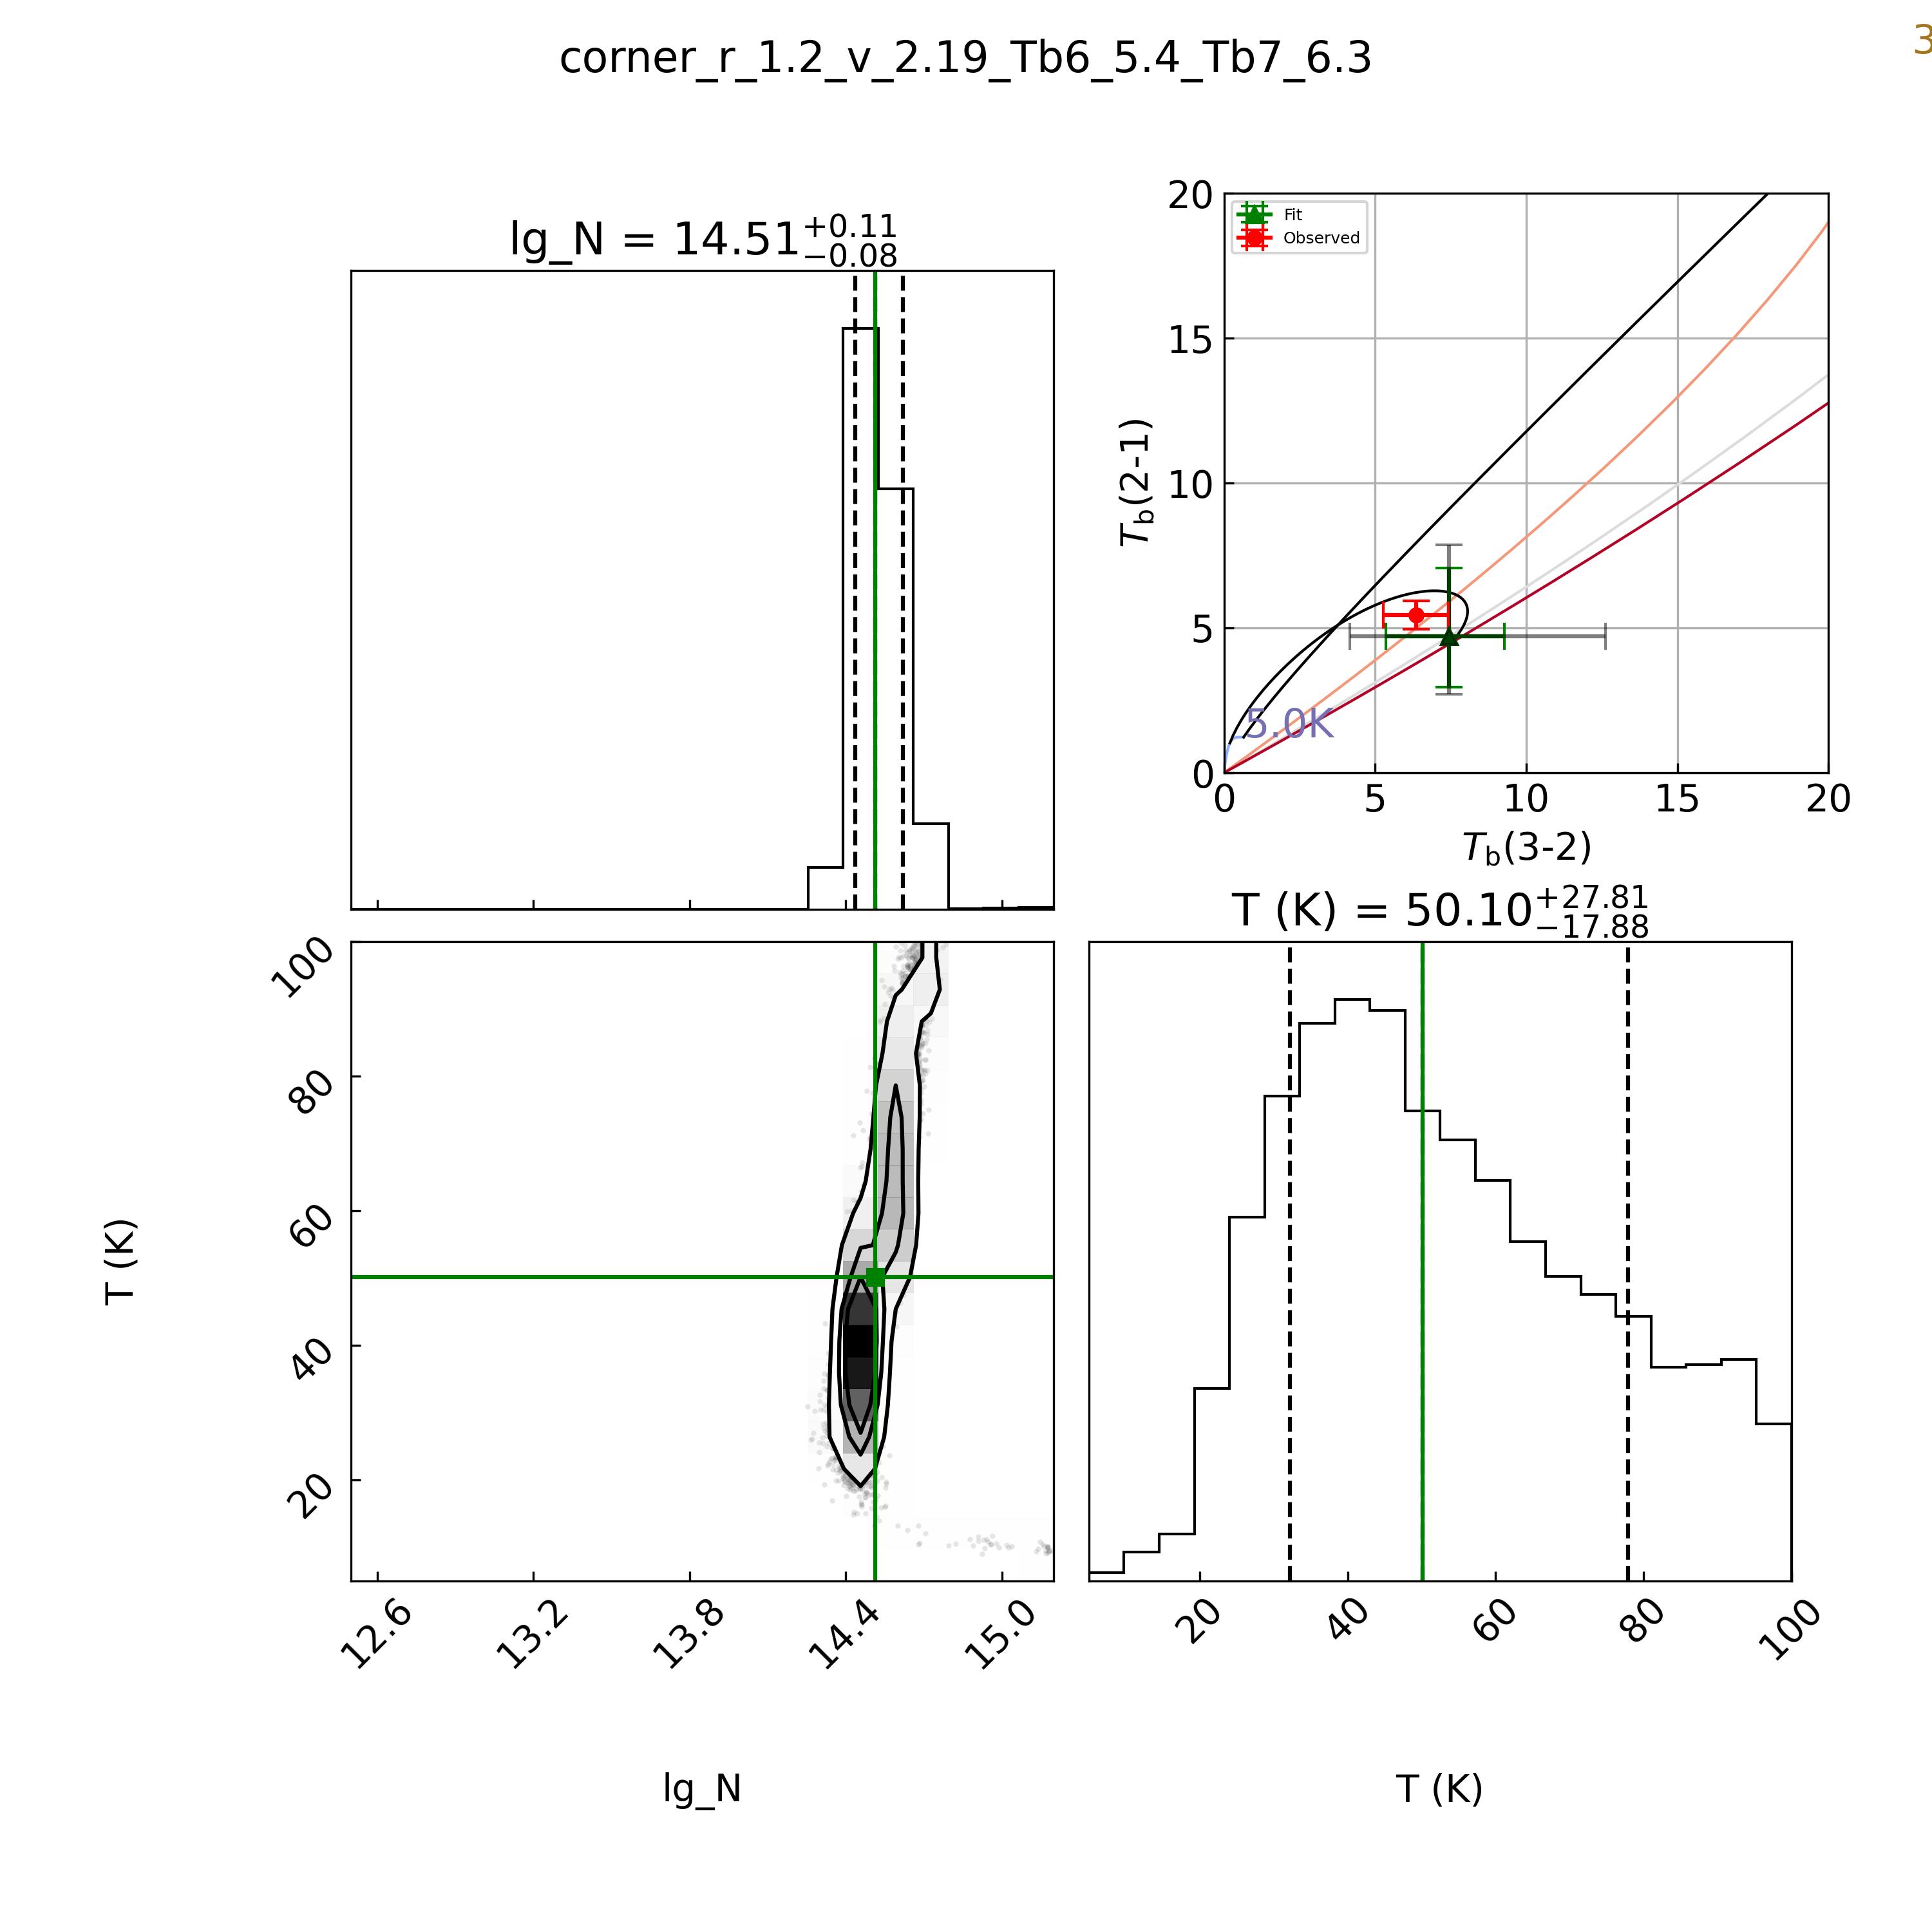 corner_r_1.2_v_2.19_Tb6_5.4_Tb7_6.3
3
lg_N = 14.51 +0.11 −0.08
20
15
10
5
0
Fit
Observed
T_b(2-1)
5.0K
0 5 10 15 20
T_b(3-2)
T (K) = 50.10 +27.81 −17.88
100
80
60
40
20
T (K)
12.6 13.2 13.8 14.4 15.0
lg_N
20 40 60 80 100
T (K)